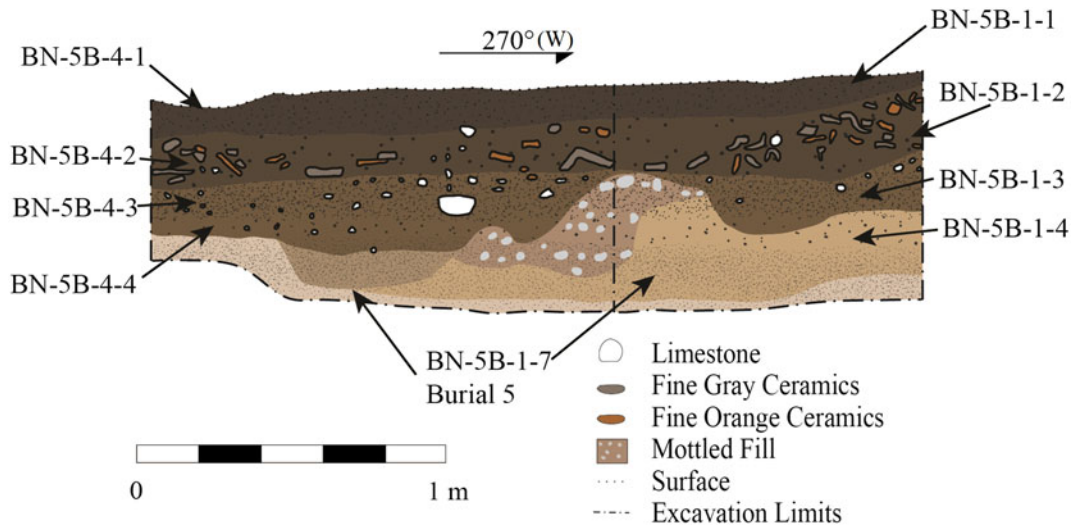 BN-5B-1-1
270° (W)
BN-5B-4-1
BN-5B-1-2
BN-5B-4-2
BN-5B-1-3
BN-5B-4-3
BN-5B-1-4
BN-5B-4-4
BN-5B-1-7
Burial 5
Limestone
Fine Gray Ceramics
Fine Orange Ceramics
Mottled Fill
Surface
Excavation Limits
0
1 m